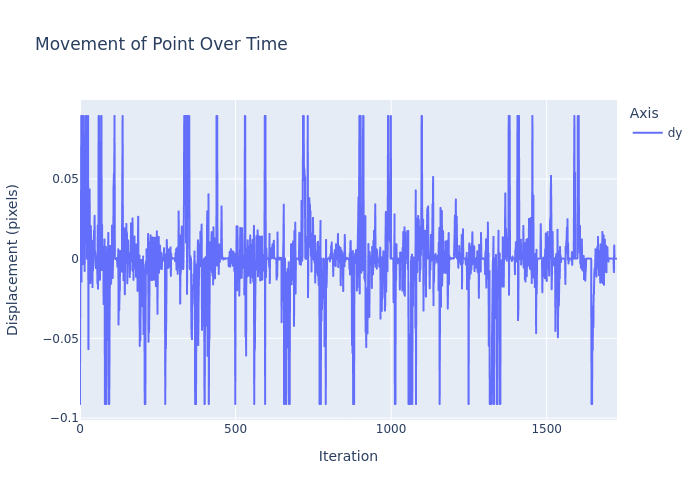 Movement of Point Over Time
Axis
dy
0.05
0
−0.05
−0.1
0
500
1000
1500
Displacement (pixels)
Iteration